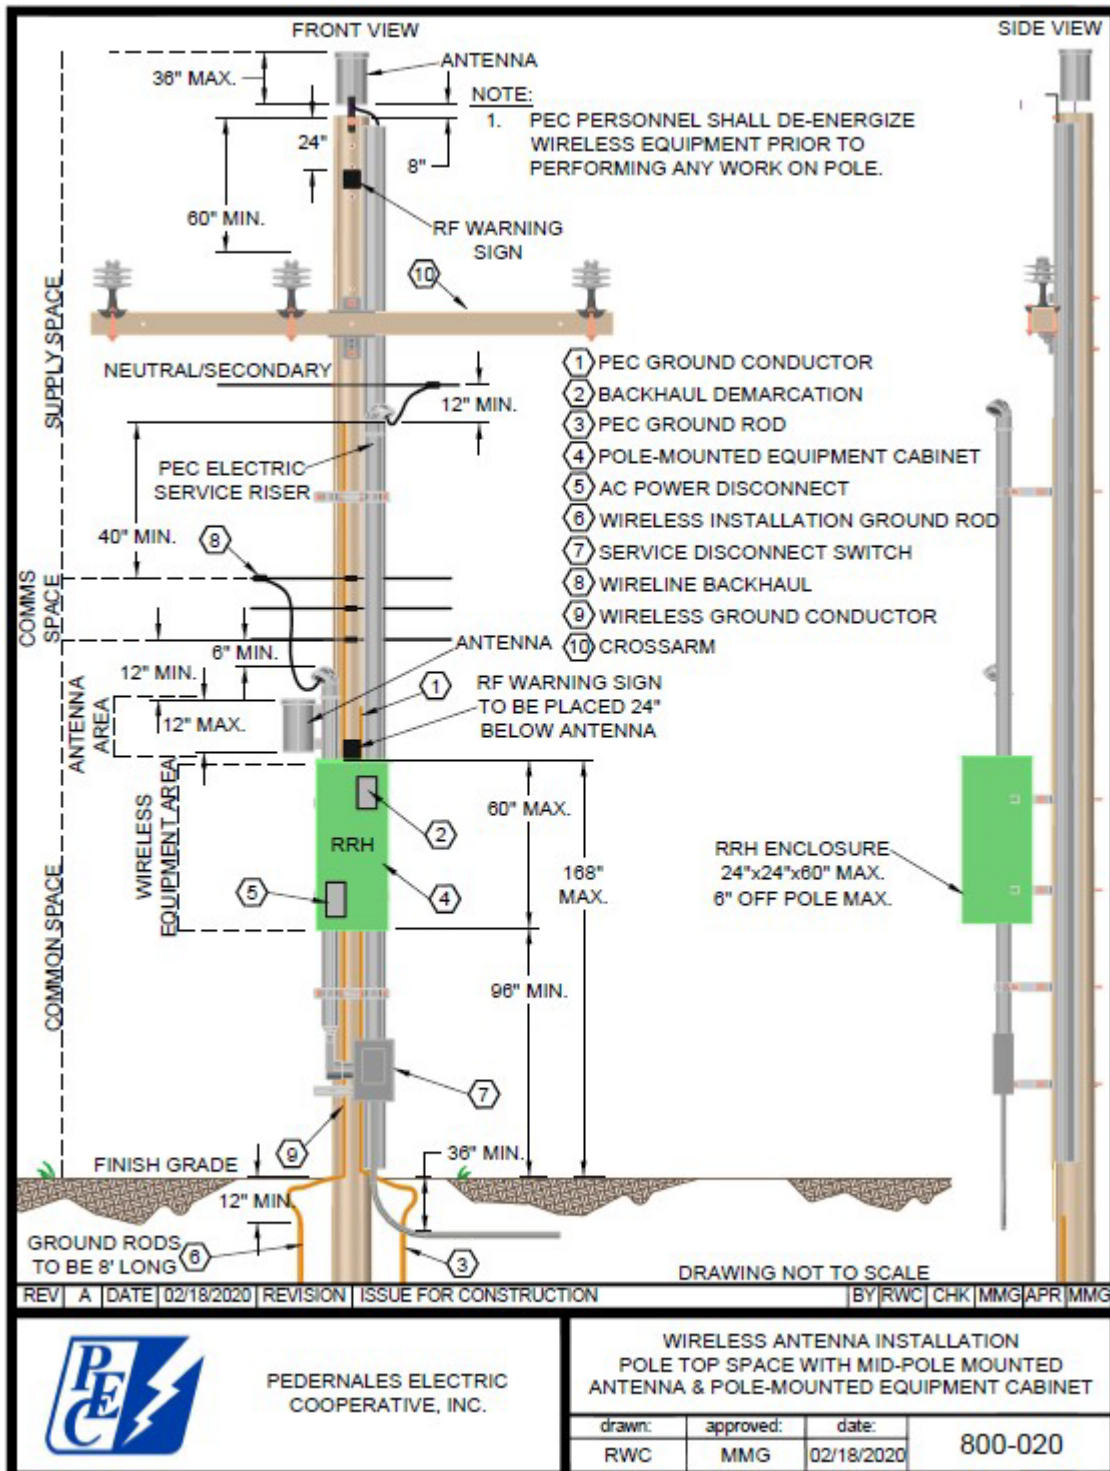 FRONT VIEW
SIDE VIEW
ANTENNA
36" MAX.
NOTE:
1. PEC PERSONNEL SHALL DE-ENERGIZE
WIRELESS EQUIPMENT PRIOR TO
PERFORMING ANY WORK ON POLE.
24"
8"
60" MIN.
RF WARNING
SIGN
10
SUPPLY SPACE
NEUTRAL/SECONDARY
12" MIN.
1 PEC GROUND CONDUCTOR
2 BACKHAUL DEMARCATION
3 PEC GROUND ROD
4 POLE-MOUNTED EQUIPMENT CABINET
5 AC POWER DISCONNECT
6 WIRELESS INSTALLATION GROUND ROD
7 SERVICE DISCONNECT SWITCH
8 WIRELINE BACKHAUL
9 WIRELESS GROUND CONDUCTOR
10 CROSSARM
PEC ELECTRIC
SERVICE RISER
40" MIN.
8
COMMS
SPACE
6" MIN.
ANTENNA
12" MIN.
1
RF WARNING SIGN
TO BE PLACED 24"
BELOW ANTENNA
12" MAX.
ANTENNA
AREA
WIRELESS
EQUIPMENT AREA
60" MAX.
2
RRH
168"
MAX.
RRH ENCLOSURE
24"x24"x60" MAX.
6" OFF POLE MAX.
5
4
COMMON SPACE
96" MIN.
7
9
36" MIN.
FINISH GRADE
12" MIN.
GROUND RODS
TO BE 8' LONG
6
3
DRAWING NOT TO SCALE
REV A DATE 02/18/2020 REVISION ISSUE FOR CONSTRUCTION BY RWC CHK MMG APR MMG
PEC
PEDERNALES ELECTRIC
COOPERATIVE, INC.
WIRELESS ANTENNA INSTALLATION
POLE TOP SPACE WITH MID-POLE MOUNTED
ANTENNA & POLE-MOUNTED EQUIPMENT CABINET
drawn: approved: date:
RWC MMG 02/18/2020
800-020